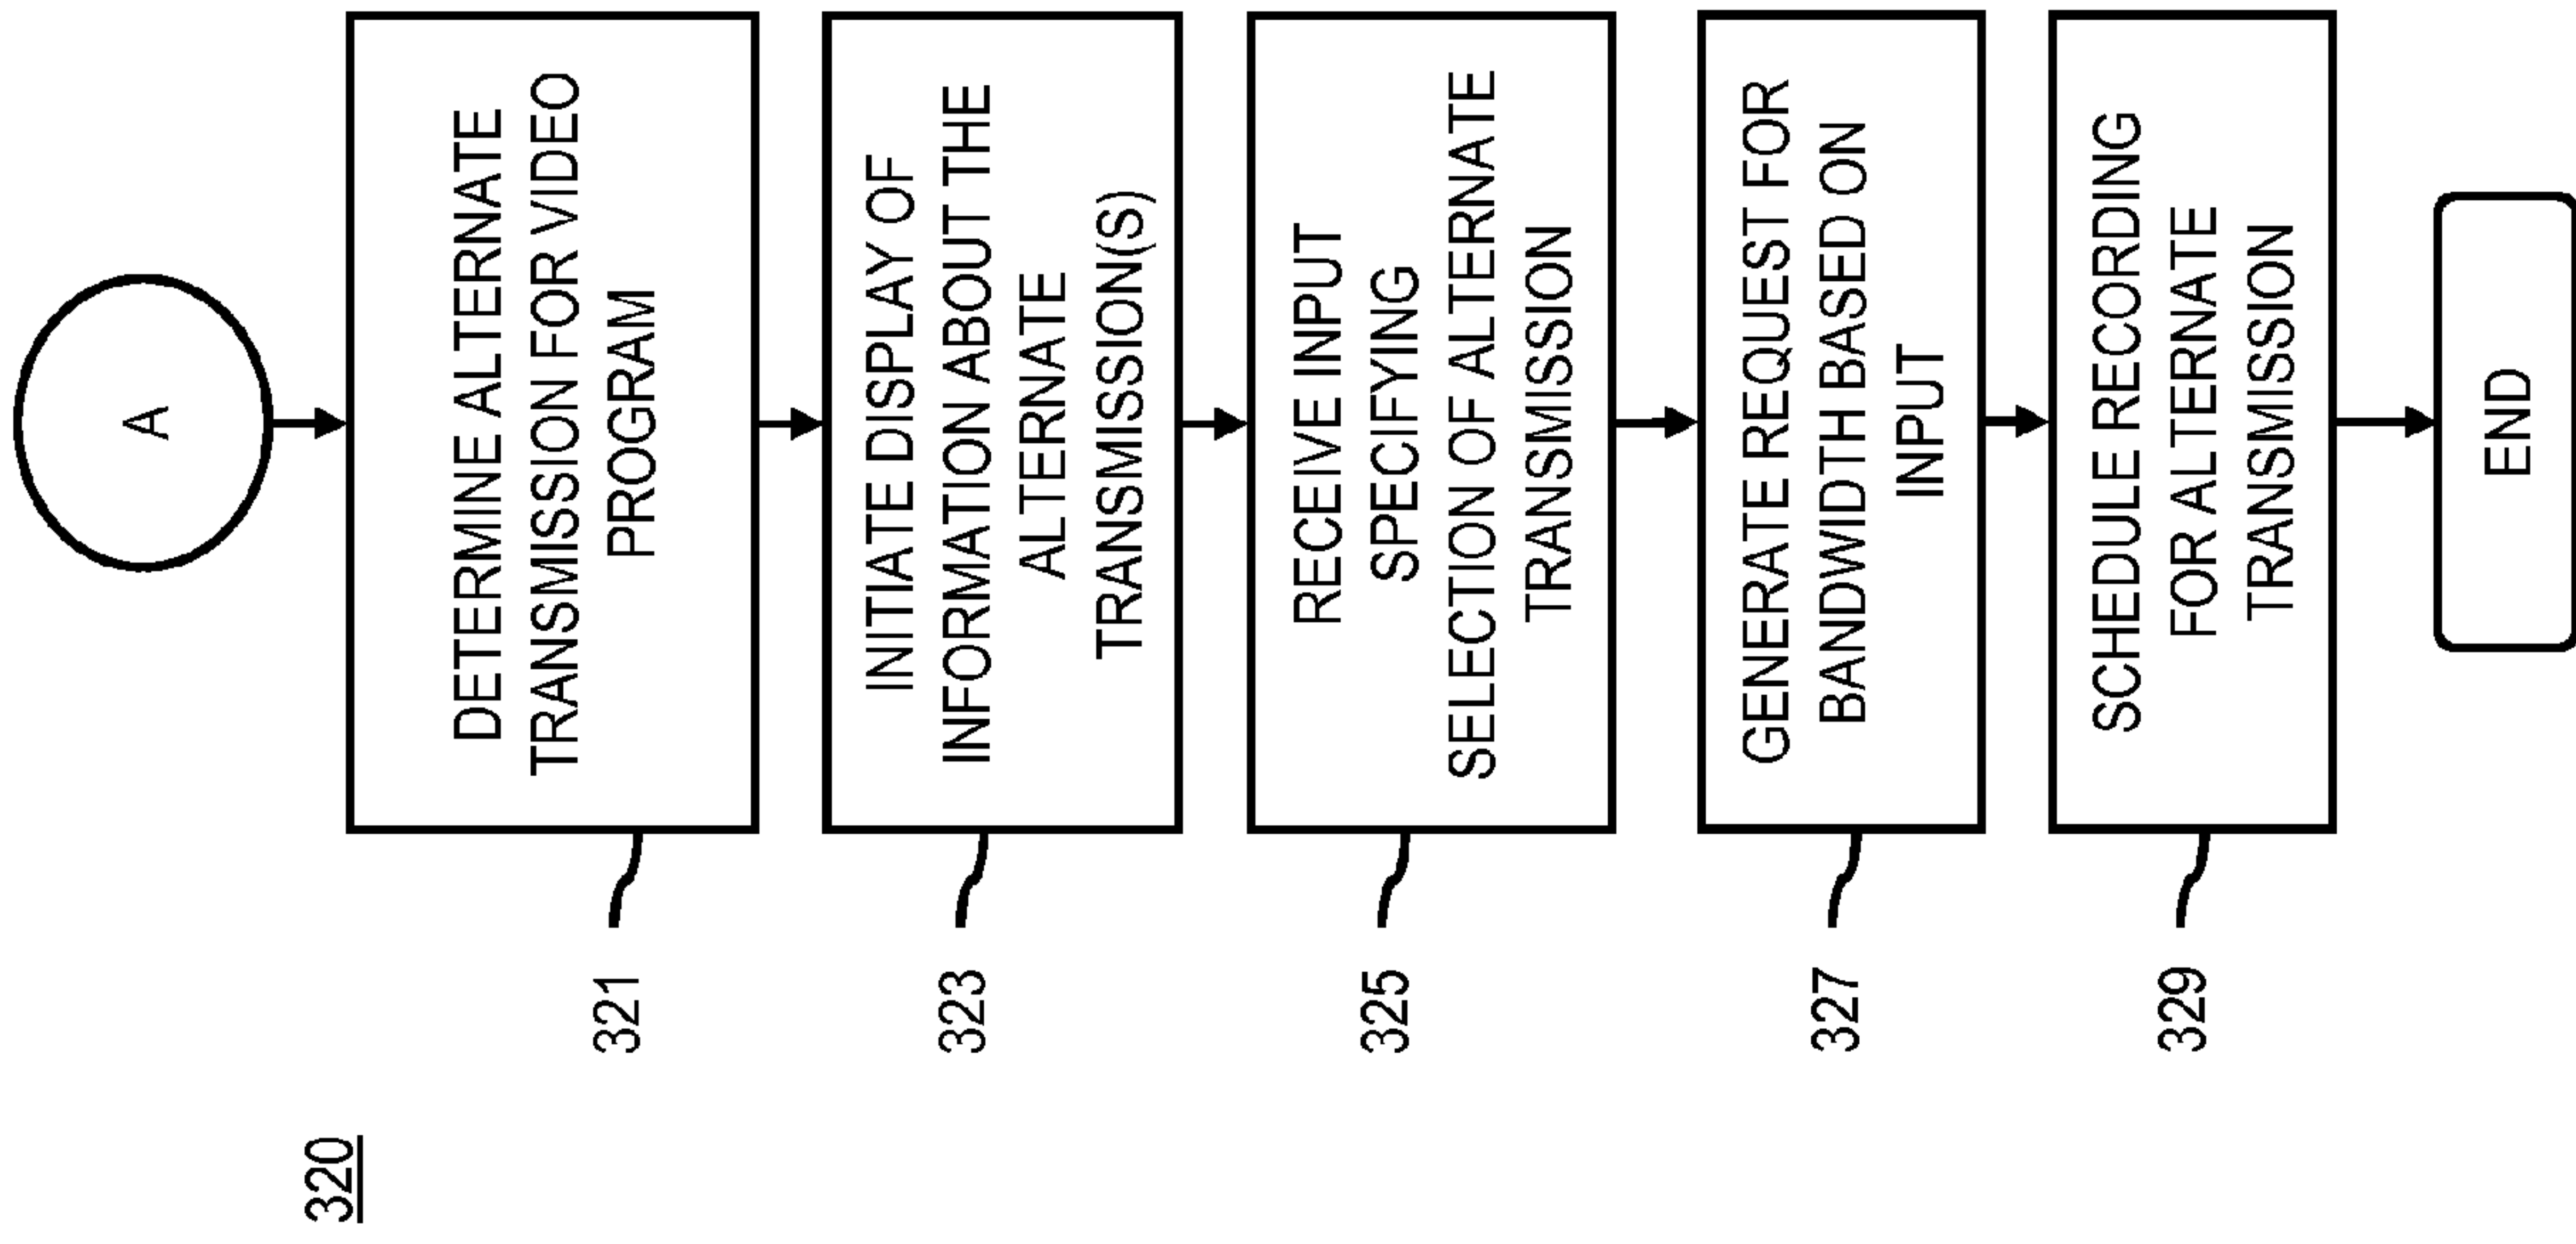 320
A
321
DETERMINE ALTERNATE
TRANSMISSION FOR VIDEO
PROGRAM
323
INITIATE DISPLAY OF
INFORMATION ABOUT THE
ALTERNATE
TRANSMISSION(S)
325
RECEIVE INPUT
SPECIFYING
SELECTION OF ALTERNATE
TRANSMISSION
327
GENERATE REQUEST FOR
BANDWIDTH BASED ON
INPUT
329
SCHEDULE RECORDING
FOR ALTERNATE
TRANSMISSION
END